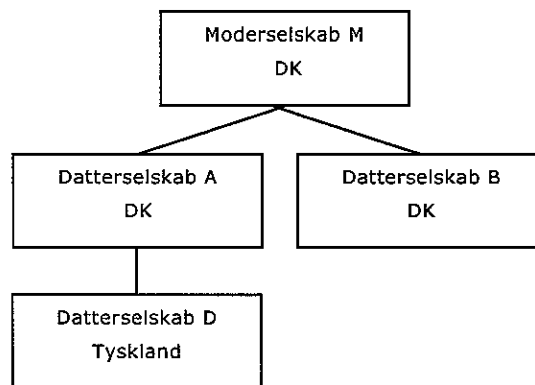 Moderselskab M
DK
Datterselskab A
DK
Datterselskab B
DK
Datterselskab D
Tyskland